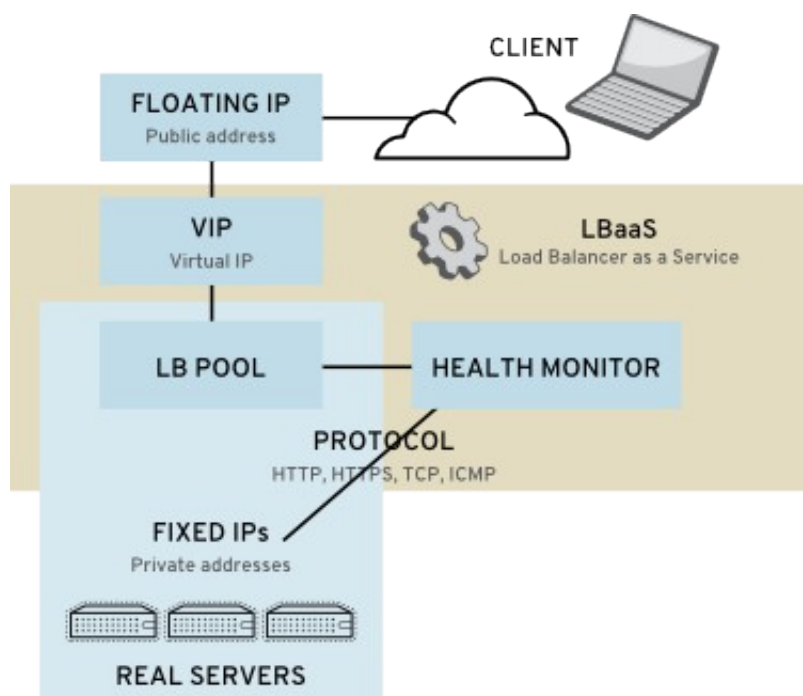 CLIENT
FLOATING IP
Public address
VIP
Virtual IP
LBaaS
Load Balancer as a Service
LB POOL
HEALTH MONITOR
PROTOCOL
HTTP, HTTPS, TCP, ICMP
FIXED IPs
Private addresses
REAL SERVERS